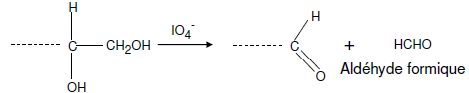 H
C CH₂OH IO₄⁻ C H + HCHO
OH O Aldéhyde formique